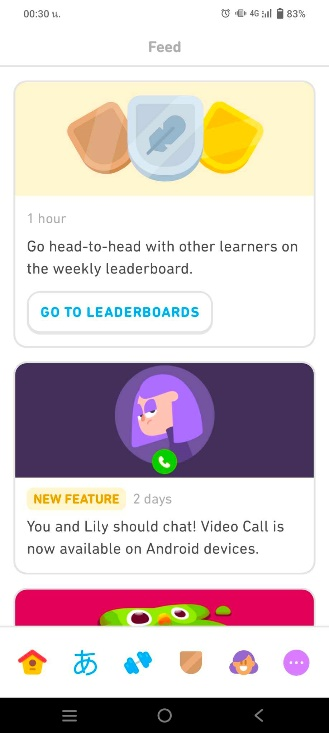 00:30 น.
4G
83%
Feed
1 hour
Go head-to-head with other learners on
the weekly leaderboard.
GO TO LEADERBOARDS
NEW FEATURE 2 days
You and Lily should chat! Video Call is
now available on Android devices.
あ